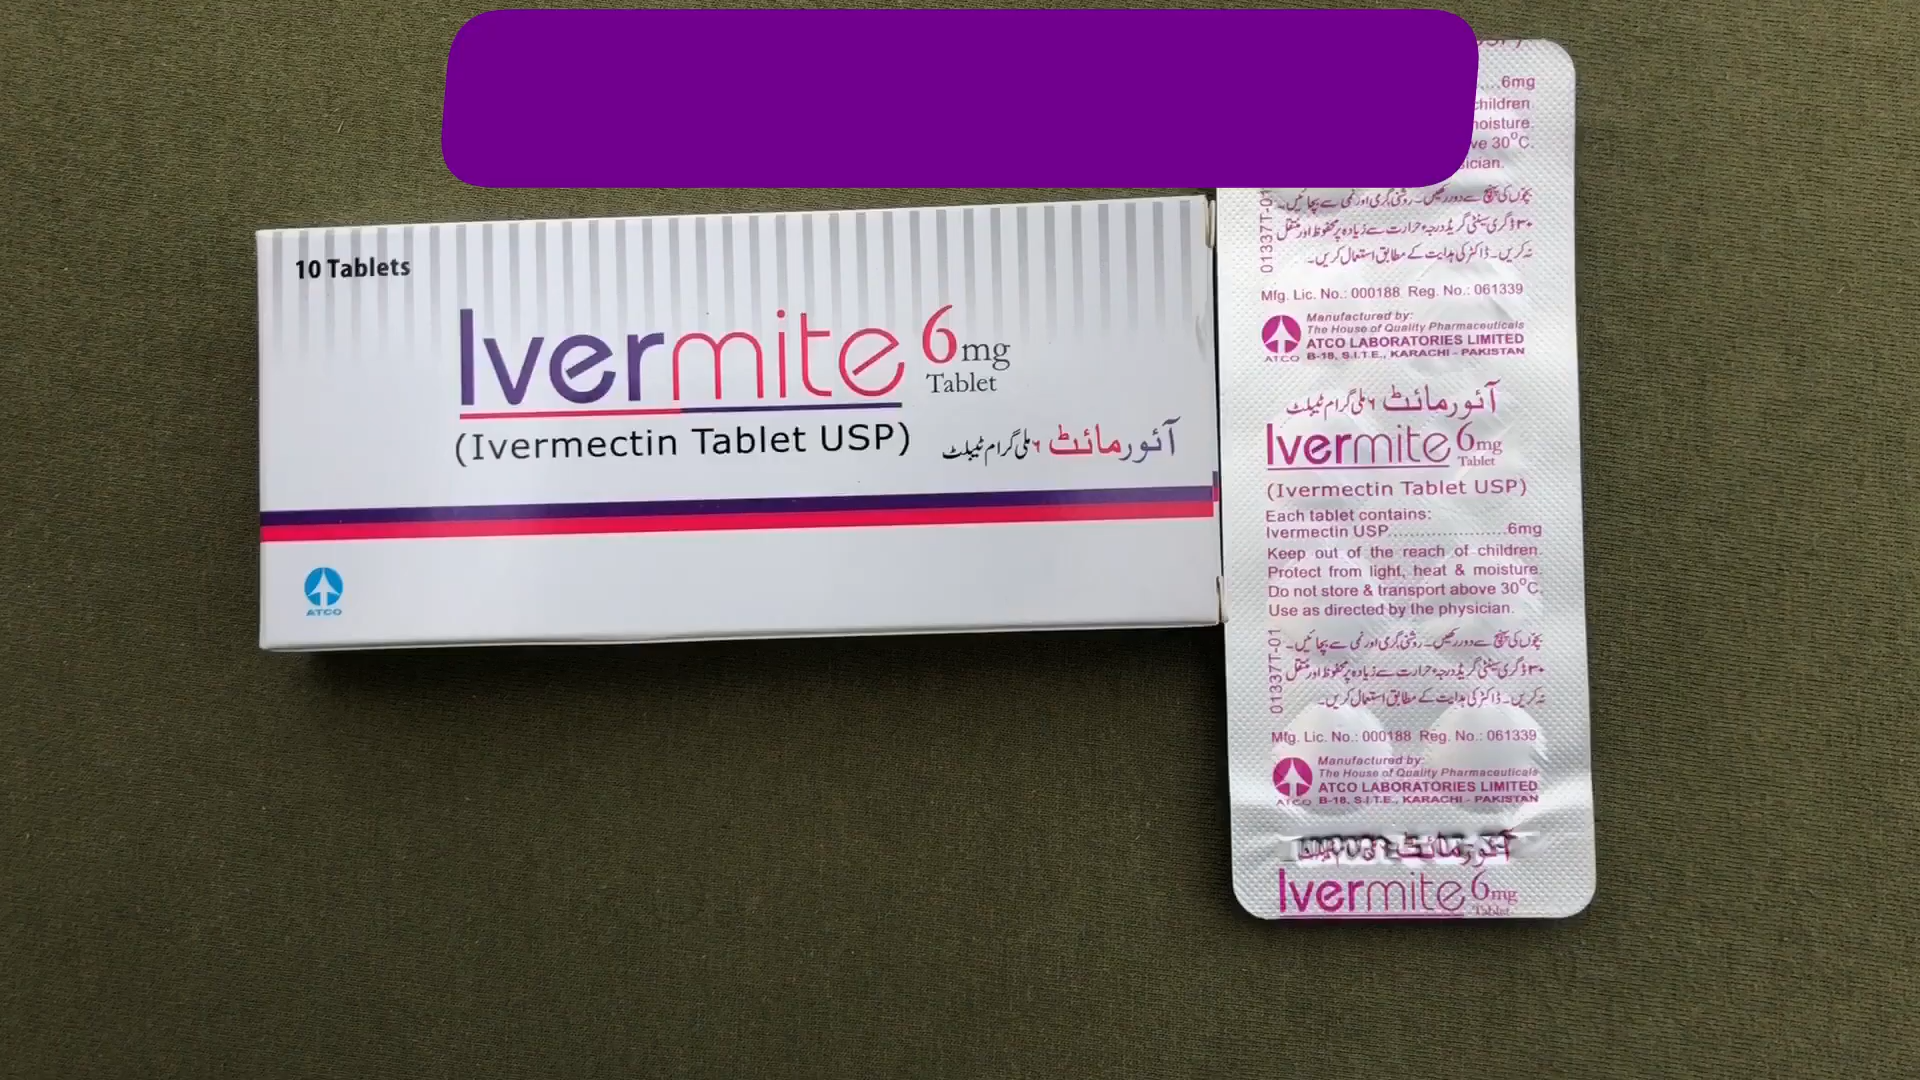 10 Tablets
Ivermite 6mg
Tablet
(Ivermectin Tablet USP)
آئورمائٹ ۶ ملی گرام ٹیبلٹ
ATCO
6mg
children
moisture.
30°C.
بچوں کی پہنچ سے دور رکھیں۔ روشنی، گرمی اور نمی سے بچائیں۔
۳۰ ڈگری سینٹی گریڈ درجہ حرارت سے زیادہ پر محفوظ اور منتقل
نہ کریں۔ ڈاکٹر کی ہدایت کے مطابق استعمال کریں۔
01337T-01
Mfg. Lic. No.: 000188 Reg. No.: 061339
Manufactured by:
The House of Quality Pharmaceuticals
ATCO LABORATORIES LIMITED
ATCO B-18, S.I.T.E., KARACHI - PAKISTAN
آئورمائٹ ۶ ملی گرام ٹیبلٹ
Ivermite 6mg
Tablet
(Ivermectin Tablet USP)
Each tablet contains:
Ivermectin USP......................6mg
Keep out of the reach of children.
Protect from light, heat & moisture.
Do not store & transport above 30°C.
Use as directed by the physician.
بچوں کی پہنچ سے دور رکھیں۔ روشنی، گرمی اور نمی سے بچائیں۔
۳۰ ڈگری سینٹی گریڈ درجہ حرارت سے زیادہ پر محفوظ اور منتقل
نہ کریں۔ ڈاکٹر کی ہدایت کے مطابق استعمال کریں۔
01337T-01
Mfg. Lic. No.: 000188 Reg. No.: 061339
Manufactured by:
The House of Quality Pharmaceuticals
ATCO LABORATORIES LIMITED
ATCO B-18, S.I.T.E., KARACHI - PAKISTAN
آئورمائٹ
Ivermite 6mg
Tablet